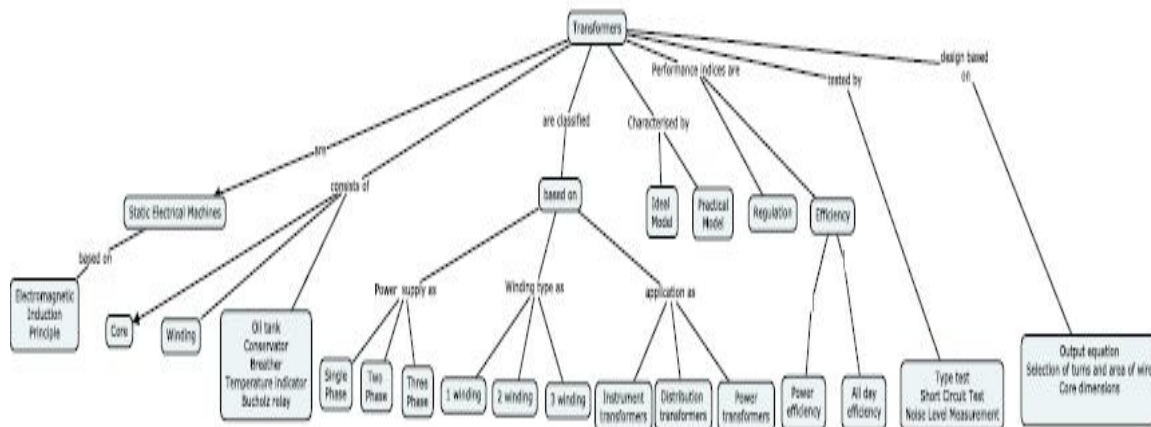 Transformers
design based
on
Performance indices are
tested by
are classified
Characterised by
are
consists of
Static Electrical Machines
based on
Ideal
Model
Practical
Model
Regulation
Efficiency
based on
Electromagnetic
Induction
Principle
Core
Winding
Oil tank
Conservator
Breather
Temperature Indicator
Bucholz relay
Power supply as
Winding type as
application as
Single
Phase
Two
Phase
Three
Phase
1 winding
2 winding
3 winding
Instrument
transformers
Distribution
transformers
Power
transformers
Power
efficiency
All day
efficiency
Type test
Short Circuit Test
Noise Level Measurement
Output equation
Selection of turns and area of wire
Core dimensions